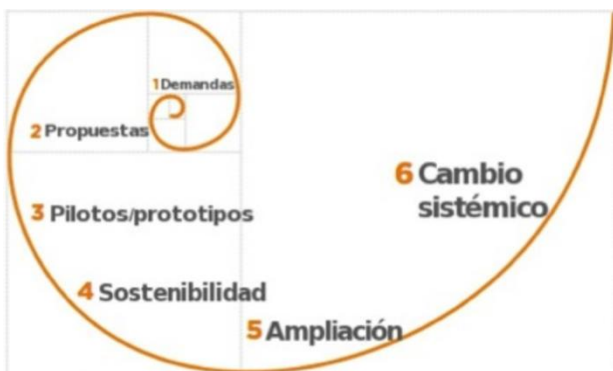 1 Demandas
2 Propuestas
3 Pilotos/prototipos
4 Sostenibilidad
5 Ampliación
6 Cambio
sistémico